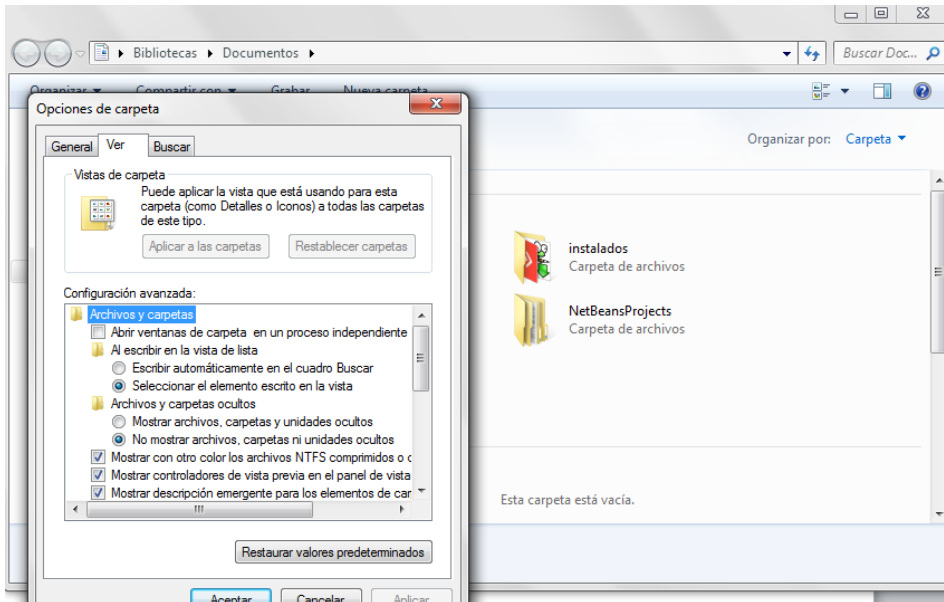 Bibliotecas Documentos
Buscar Doc...
Organizar Compartir con Grabar Nueva carpeta
Opciones de carpeta
General Ver Buscar
Organizar por: Carpeta
Vistas de carpeta
Puede aplicar la vista que está usando para esta
carpeta (como Detalles o Iconos) a todas las carpetas
de este tipo.
Aplicar a las carpetas Restablecer carpetas
Configuración avanzada:
Archivos y carpetas
Abrir ventanas de carpeta en un proceso independiente
Al escribir en la vista de lista
Escribir automáticamente en el cuadro Buscar
Seleccionar el elemento escrito en la vista
Archivos y carpetas ocultos
Mostrar archivos, carpetas y unidades ocultos
No mostrar archivos, carpetas ni unidades ocultos
Mostrar con otro color los archivos NTFS comprimidos o c
Mostrar controladores de vista previa en el panel de vista
Mostrar descripción emergente para los elementos de car
Restaurar valores predeterminados
Aceptar Cancelar Aplicar
instalados
Carpeta de archivos
NetBeansProjects
Carpeta de archivos
Esta carpeta está vacía.